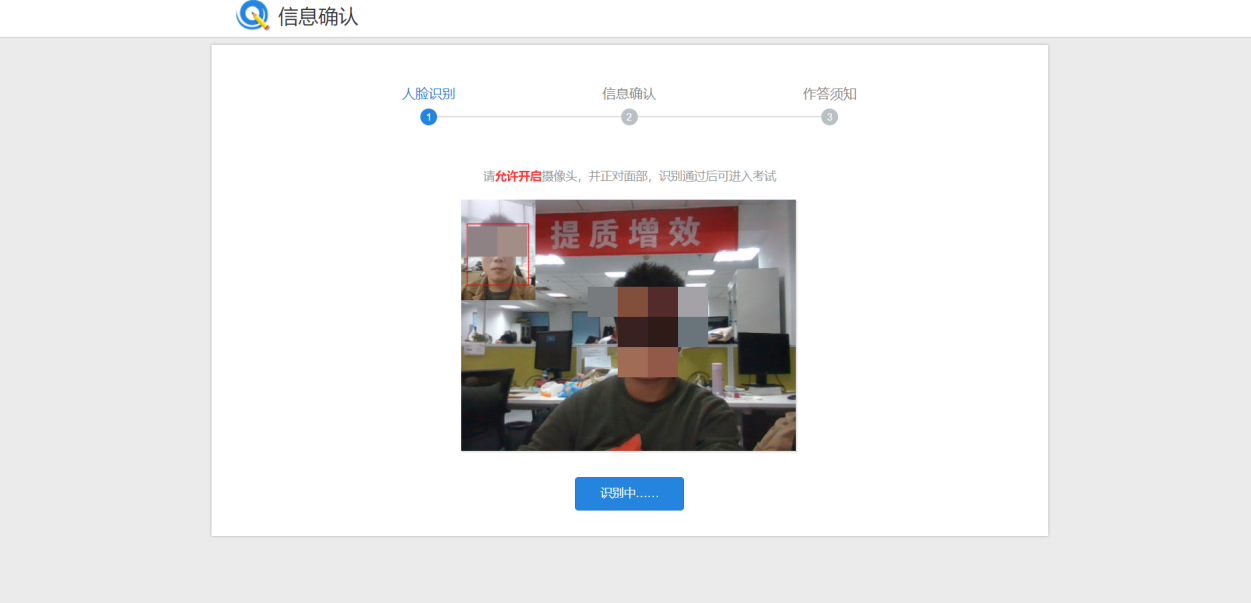 信息确认
人脸识别
信息确认
作答须知
1
2
3
请允许开启摄像头，并正对面部，识别通过后可进入考试
提质增效
识别中……